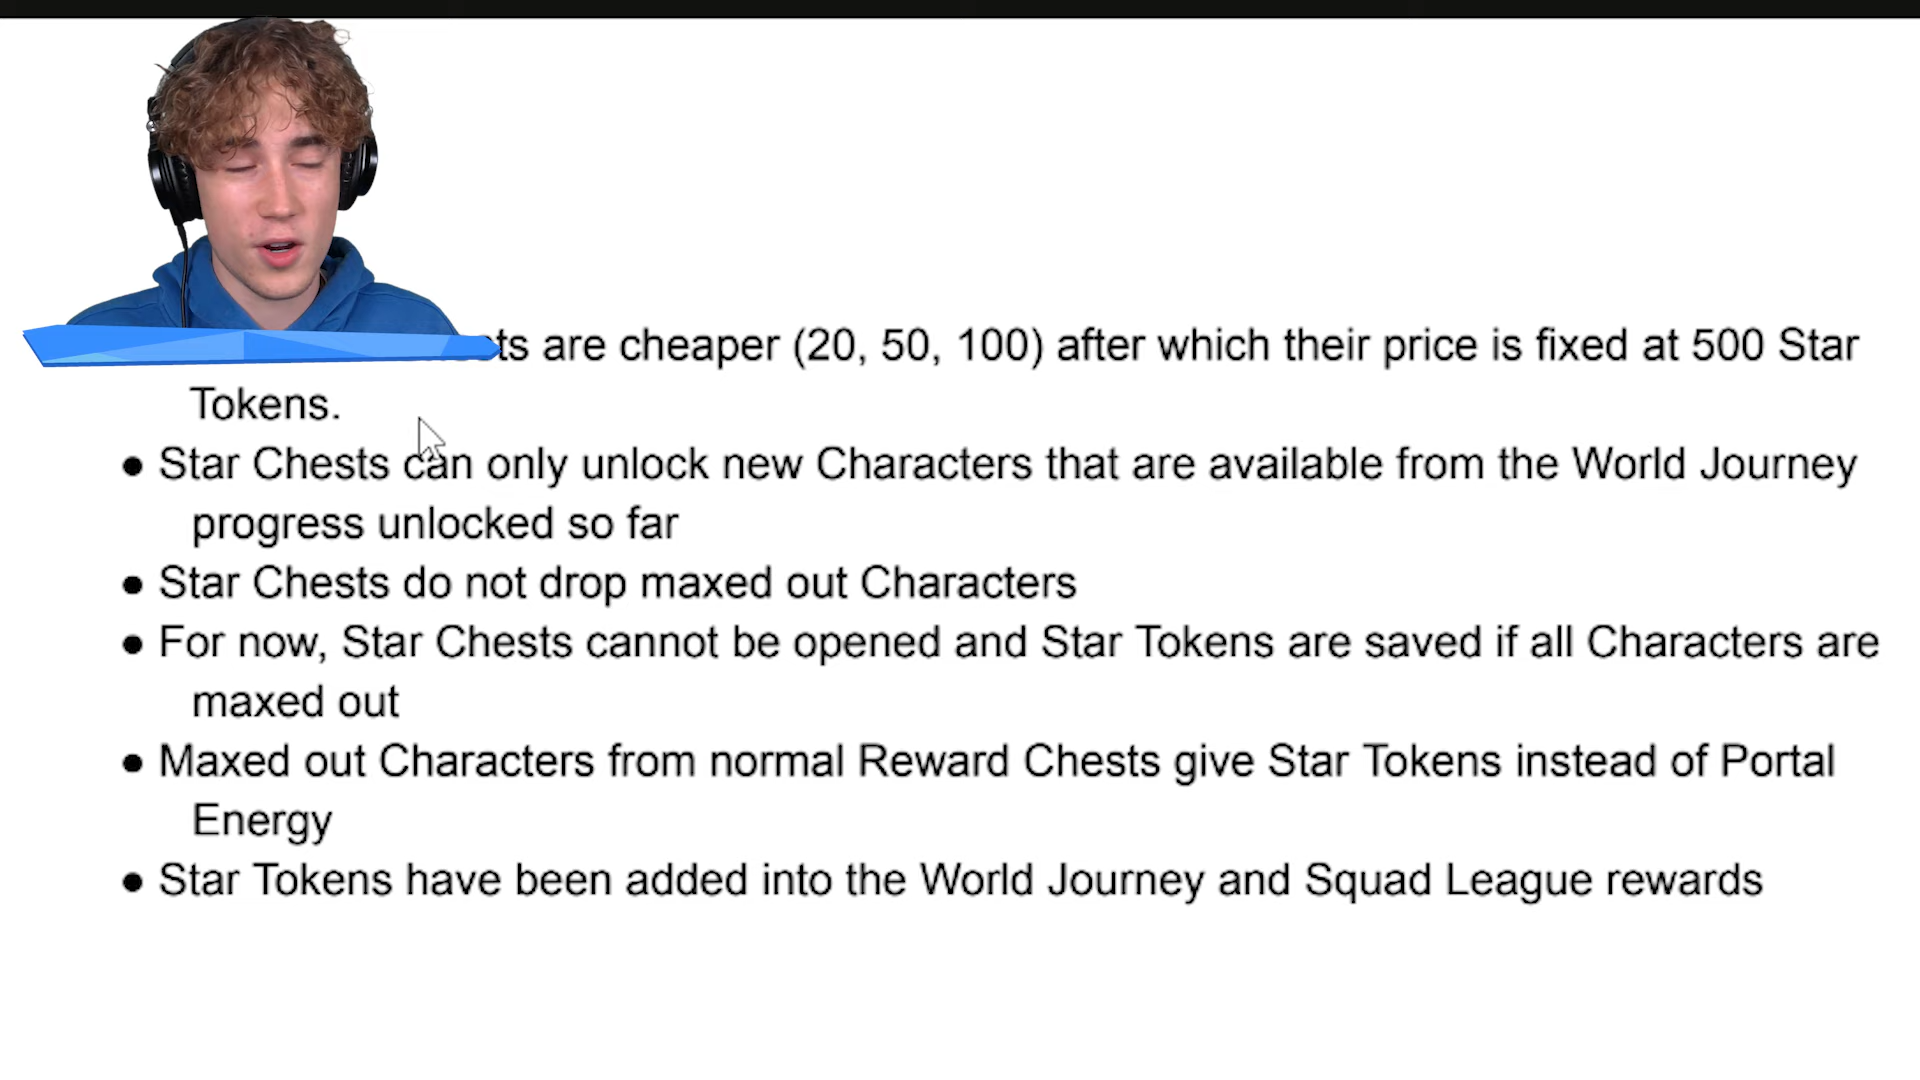 are cheaper (20, 50, 100) after which their price is fixed at 500 Star
Tokens.
● Star Chests can only unlock new Characters that are available from the World Journey
progress unlocked so far
● Star Chests do not drop maxed out Characters
● For now, Star Chests cannot be opened and Star Tokens are saved if all Characters are
maxed out
● Maxed out Characters from normal Reward Chests give Star Tokens instead of Portal
Energy
● Star Tokens have been added into the World Journey and Squad League rewards